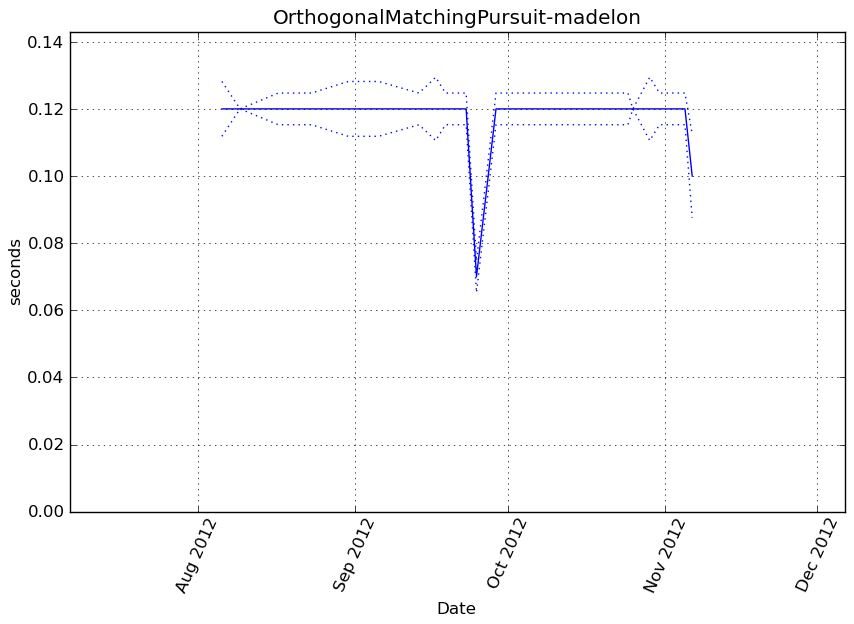 OrthogonalMatchingPursuit-madelon
0.14
0.12
0.10
0.08
0.06
0.04
0.02
0.00
seconds
Aug 2012
Sep 2012
Oct 2012
Nov 2012
Dec 2012
Date